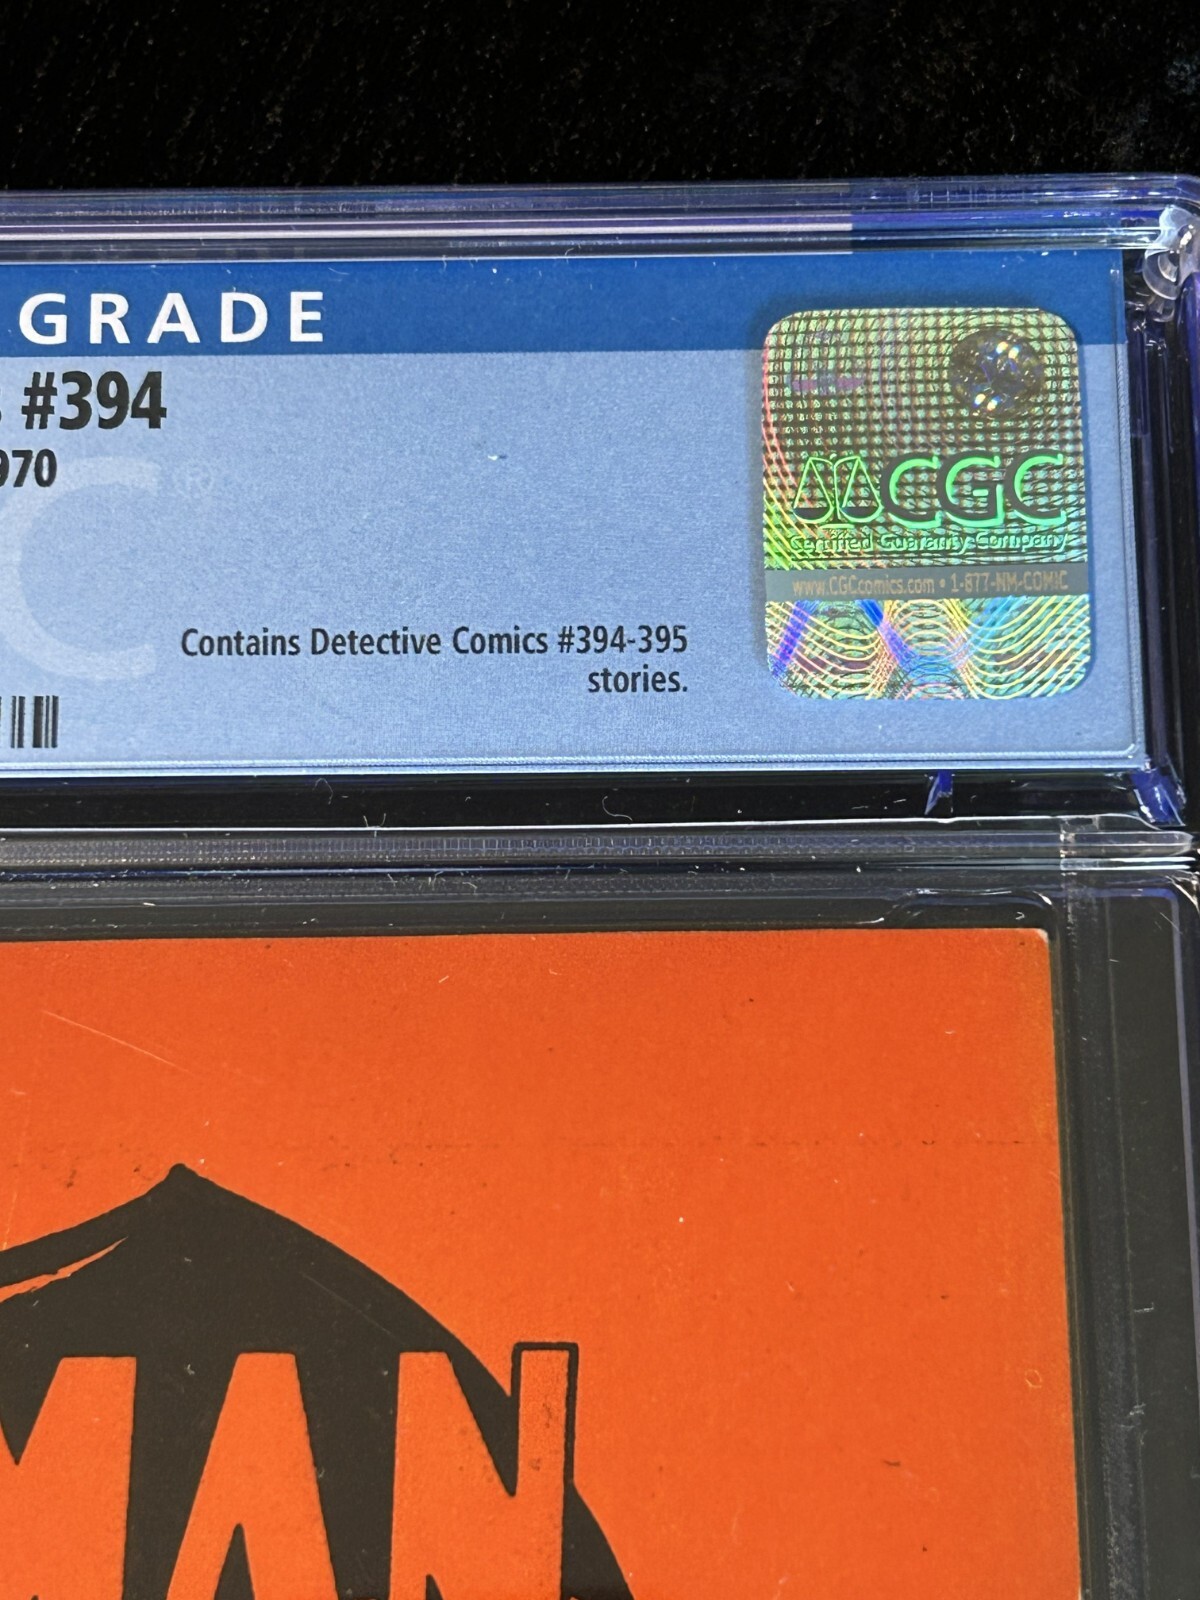 GRADE
#394
970
Contains Detective Comics #394-395
stories.
CGC
Certified Guaranty Company
www.CGCcomics.com • 1-877-NM-COMIC
MAN